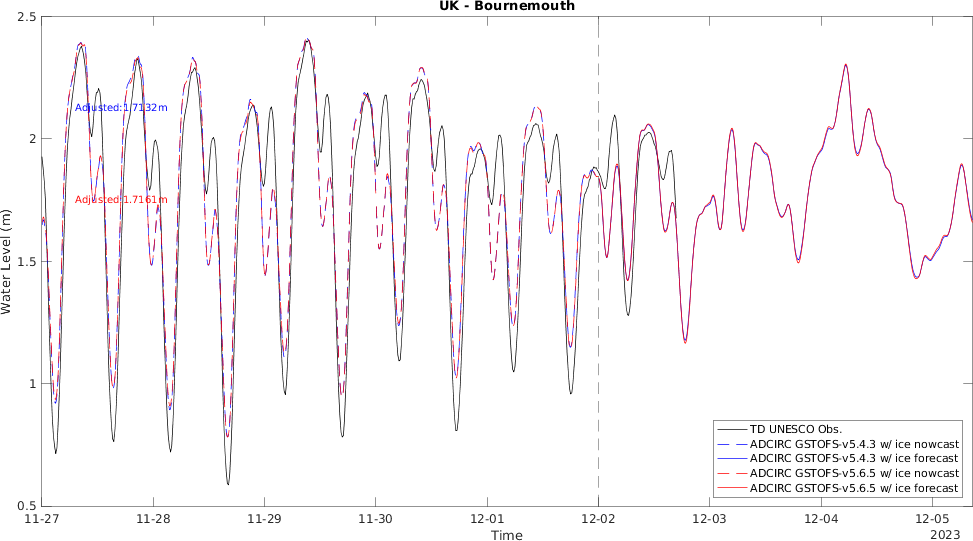 UK - Bournemouth
2.5
Adjusted:1.7132m
2
Adjusted:1.7161m
Water Level (m)
1.5
1
TD UNESCO Obs.
ADCIRC GSTOFS-v5.4.3 w/ ice nowcast
ADCIRC GSTOFS-v5.4.3 w/ ice forecast
ADCIRC GSTOFS-v5.6.5 w/ ice nowcast
ADCIRC GSTOFS-v5.6.5 w/ ice forecast
0.5
11-27 11-28 11-29 11-30 12-01 12-02 12-03 12-04 12-05
Time 2023